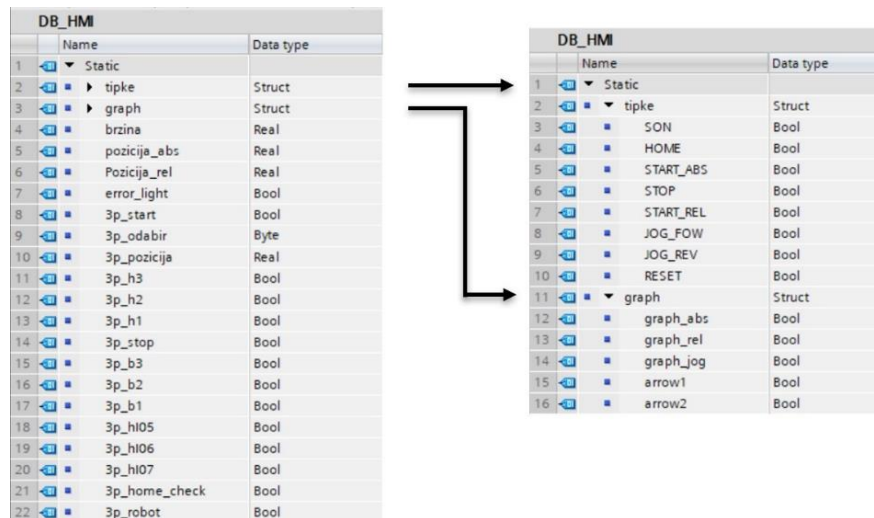 DB_HMI
Name Data type
1 Static
2 tipke Struct
3 graph Struct
4 brzina Real
5 pozicija_abs Real
6 Pozicija_rel Real
7 error_light Bool
8 3p_start Bool
9 3p_odabir Byte
10 3p_pozicija Real
11 3p_h3 Bool
12 3p_h2 Bool
13 3p_h1 Bool
14 3p_stop Bool
15 3p_b3 Bool
16 3p_b2 Bool
17 3p_b1 Bool
18 3p_hl05 Bool
19 3p_hl06 Bool
20 3p_hl07 Bool
21 3p_home_check Bool
22 3p_robot Bool
DB_HMI
Name Data type
1 Static
2 tipke Struct
3 SON Bool
4 HOME Bool
5 START_ABS Bool
6 STOP Bool
7 START_REL Bool
8 JOG_FOW Bool
9 JOG_REV Bool
10 RESET Bool
11 graph Struct
12 graph_abs Bool
13 graph_rel Bool
14 graph_jog Bool
15 arrow1 Bool
16 arrow2 Bool